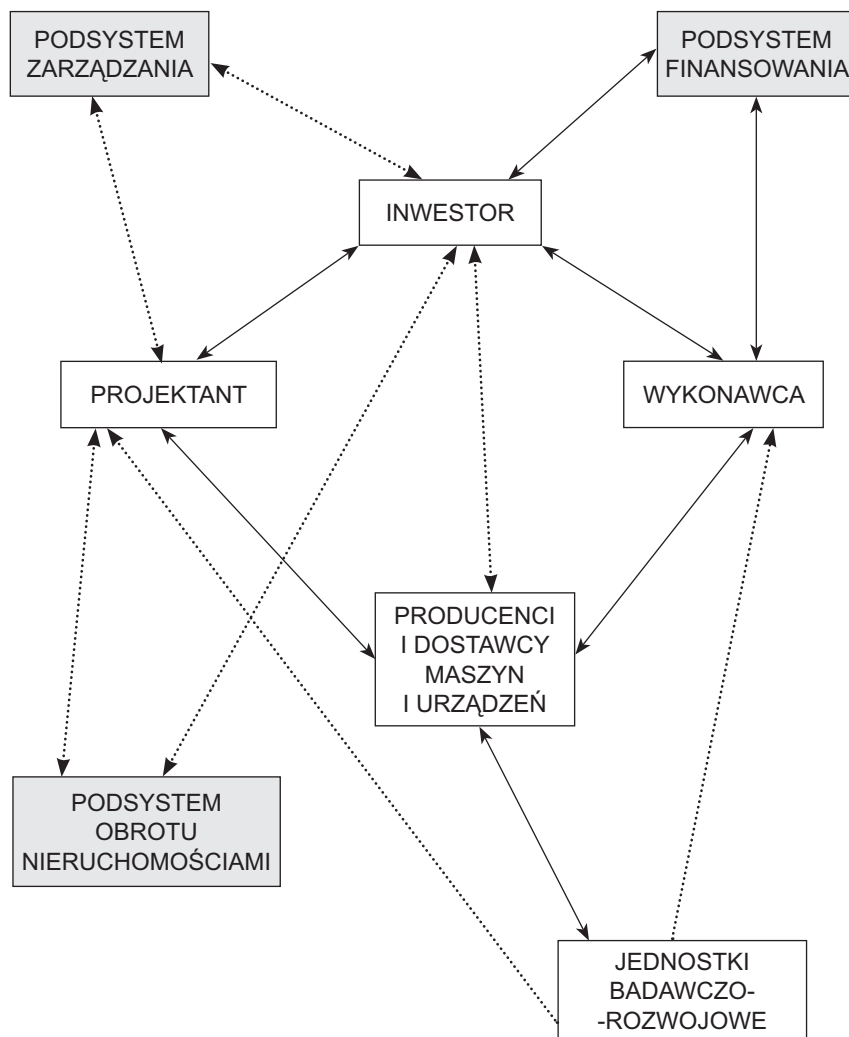 PODSYSTEM
ZARZĄDZANIA
PODSYSTEM
FINANSOWANIA
INWESTOR
PROJEKTANT
WYKONAWCA
PRODUCENCI
I DOSTAWCY
MASZYN
I URZĄDZEŃ
PODSYSTEM
OBROTU
NIERUCHOMOŚCIAMI
JEDNOSTKI
BADAWCZO-
-ROZWOJOWE